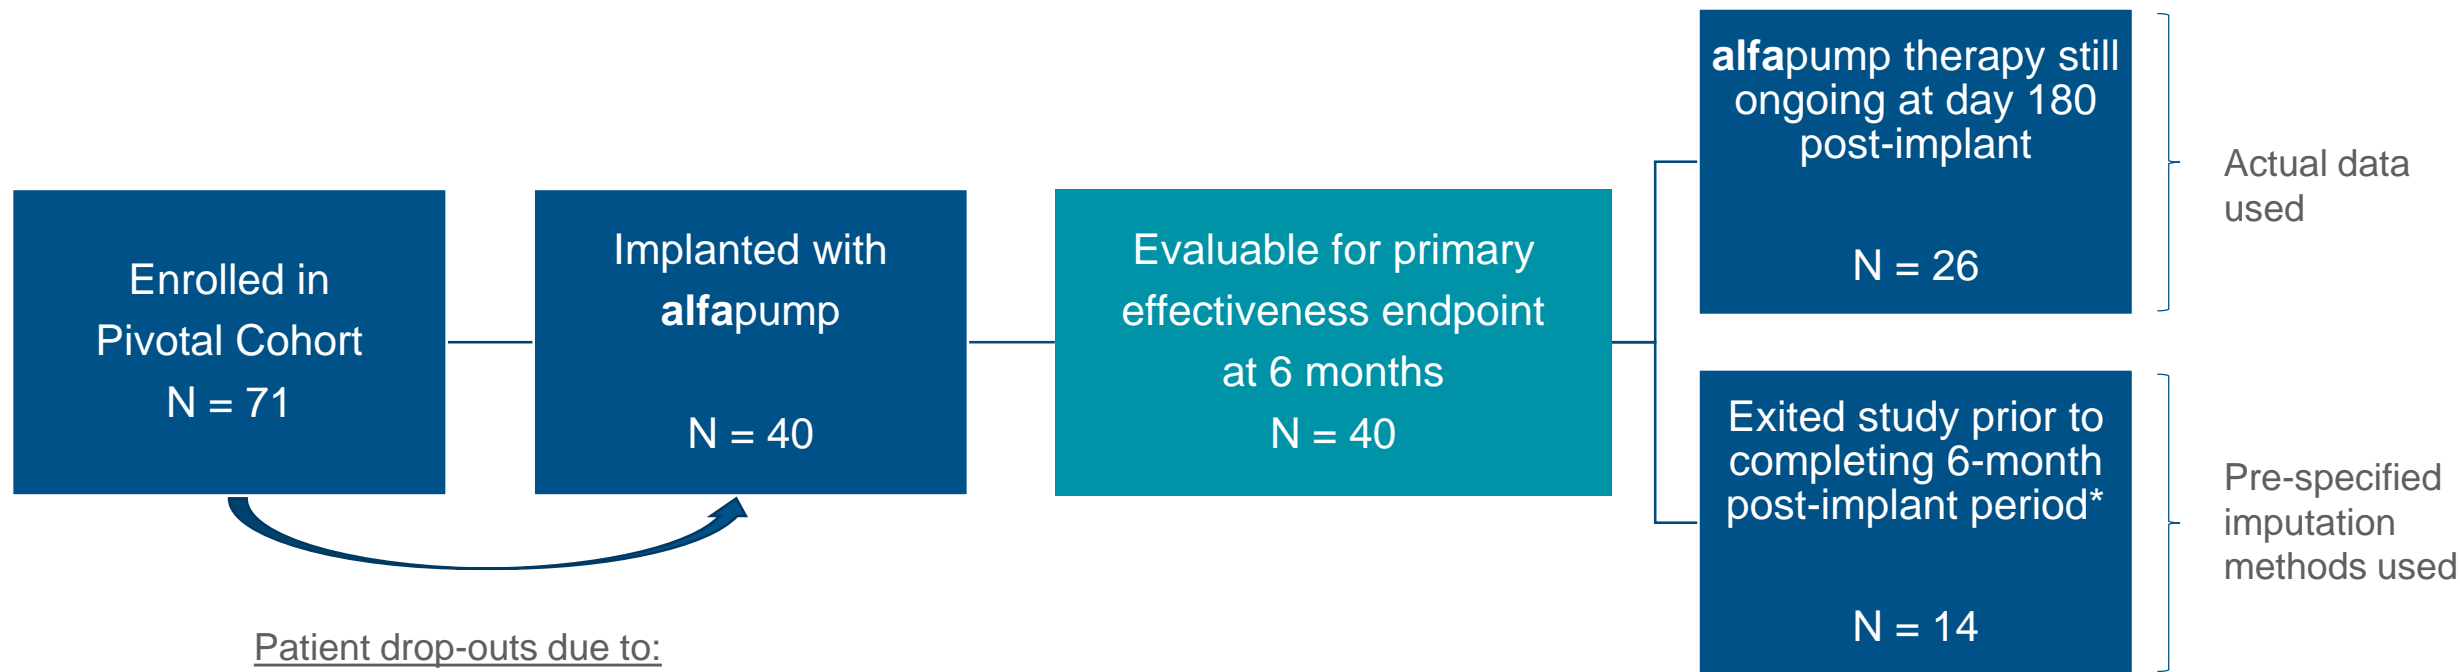 Enrolled in
Pivotal Cohort
N = 71
Implanted with
alfapump
N = 40
Evaluable for primary
effectiveness endpoint
at 6 months
N = 40
alfapump therapy still
ongoing at day 180
post-implant
N = 26
Actual data
used
Exited study prior to
completing 6-month
post-implant period*
N = 14
Pre-specified
imputation
methods used
Patient drop-outs due to: